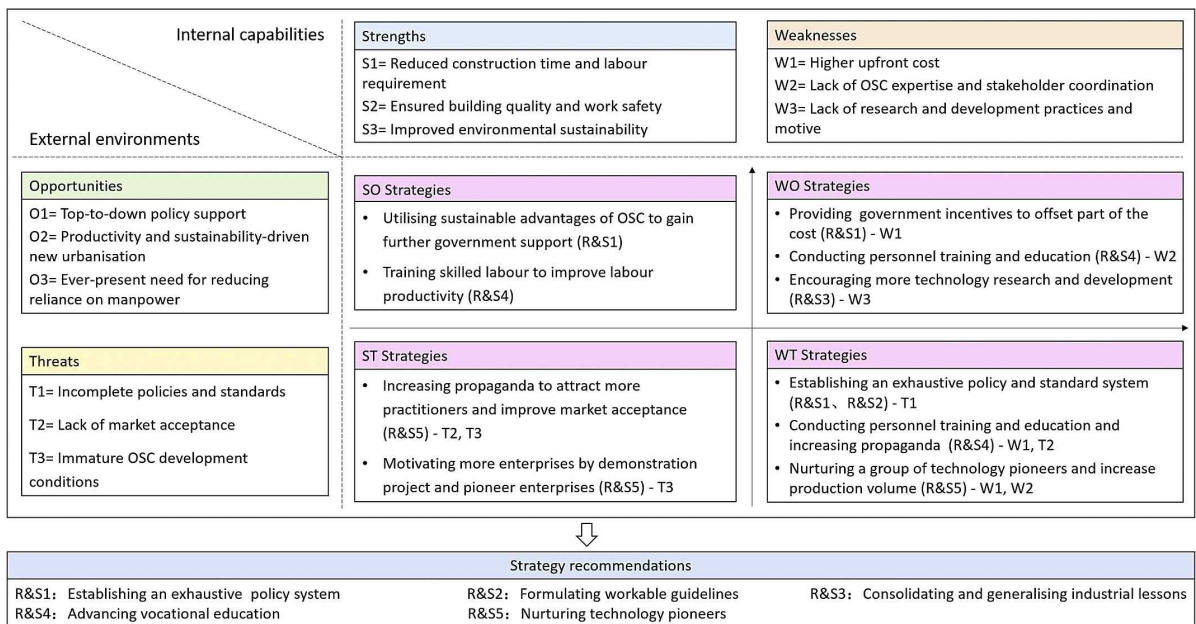 Internal capabilities
External environments
Strengths
S1= Reduced construction time and labour
requirement
S2= Ensured building quality and work safety
S3= Improved environmental sustainability
Weaknesses
W1= Higher upfront cost
W2= Lack of OSC expertise and stakeholder coordination
W3= Lack of research and development practices and
motive
Opportunities
O1= Top-to-down policy support
O2= Productivity and sustainability-driven
new urbanisation
O3= Ever-present need for reducing
reliance on manpower
SO Strategies
• Utilising sustainable advantages of OSC to gain
further government support (R&S1)
• Training skilled labour to improve labour
productivity (R&S4)
WO Strategies
• Providing government incentives to offset part of the
cost (R&S1) - W1
• Conducting personnel training and education (R&S4) - W2
• Encouraging more technology research and development
(R&S3) - W3
Threats
T1= Incomplete policies and standards
T2= Lack of market acceptance
T3= Immature OSC development
conditions
ST Strategies
• Increasing propaganda to attract more
practitioners and improve market acceptance
(R&S5) - T2, T3
• Motivating more enterprises by demonstration
project and pioneer enterprises (R&S5) - T3
WT Strategies
• Establishing an exhaustive policy and standard system
(R&S1、R&S2) - T1
• Conducting personnel training and education and
increasing propaganda (R&S4) - W1, T2
• Nurturing a group of technology pioneers and increase
production volume (R&S5) - W1, W2
Strategy recommendations
R&S1：Establishing an exhaustive policy system
R&S2：Formulating workable guidelines
R&S3：Consolidating and generalising industrial lessons
R&S4：Advancing vocational education
R&S5：Nurturing technology pioneers